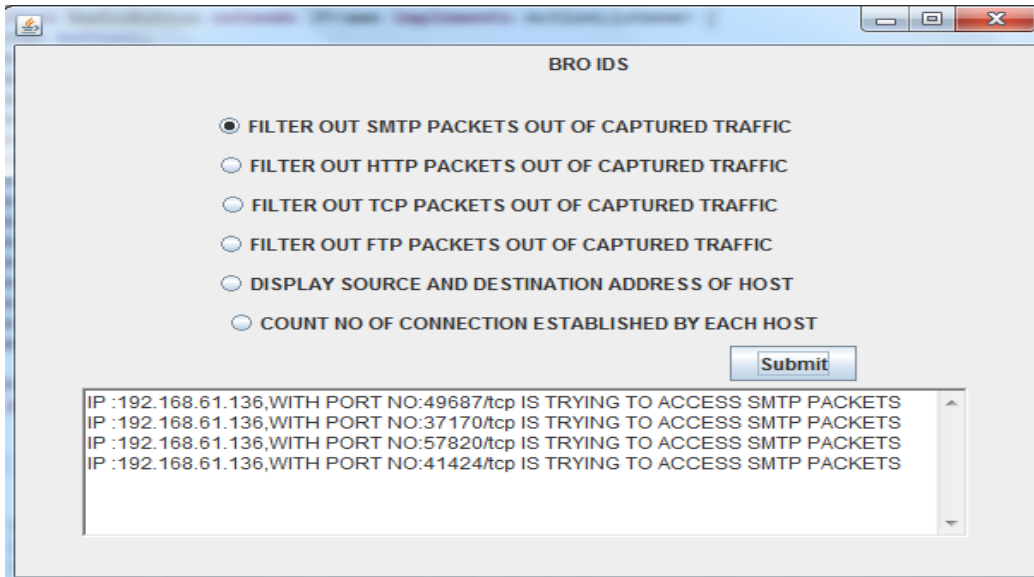 BRO IDS
FILTER OUT SMTP PACKETS OUT OF CAPTURED TRAFFIC
FILTER OUT HTTP PACKETS OUT OF CAPTURED TRAFFIC
FILTER OUT TCP PACKETS OUT OF CAPTURED TRAFFIC
FILTER OUT FTP PACKETS OUT OF CAPTURED TRAFFIC
DISPLAY SOURCE AND DESTINATION ADDRESS OF HOST
COUNT NO OF CONNECTION ESTABLISHED BY EACH HOST
Submit
IP :192.168.61.136,WITH PORT NO:49687/tcp IS TRYING TO ACCESS SMTP PACKETS
IP :192.168.61.136,WITH PORT NO:37170/tcp IS TRYING TO ACCESS SMTP PACKETS
IP :192.168.61.136,WITH PORT NO:57820/tcp IS TRYING TO ACCESS SMTP PACKETS
IP :192.168.61.136,WITH PORT NO:41424/tcp IS TRYING TO ACCESS SMTP PACKETS